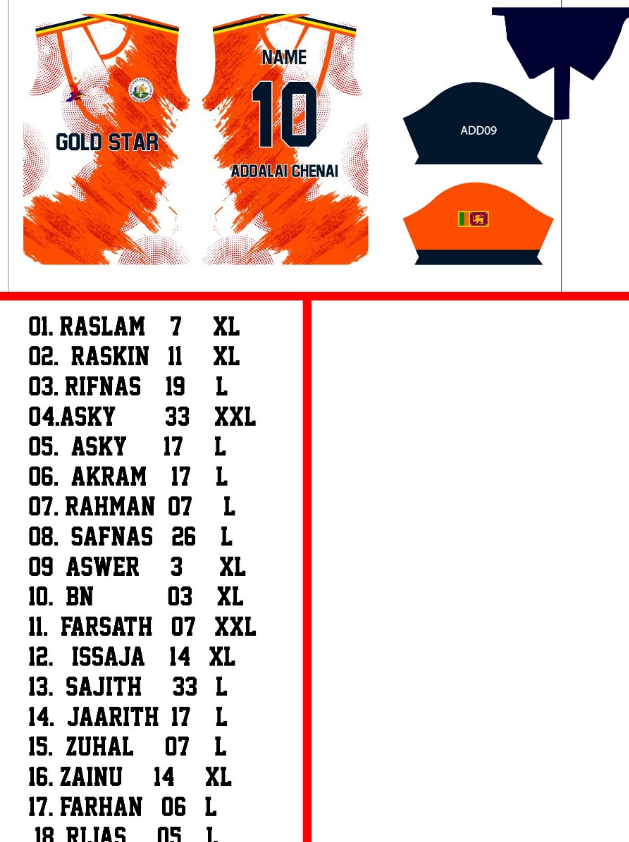 NAME
10
GOLD STAR
ADDALAI CHENAI
ADD09
01. RASLAM 7 XL
02. RASKIN 11 XL
03. RIFNAS 19 L
04.ASKY 33 XXL
05. ASKY 17 L
06. AKRAM 17 L
07. RAHMAN 07 L
08. SAFNAS 26 L
09 ASWER 3 XL
10. BN 03 XL
11. FARSATH 07 XXL
12. ISSAJA 14 XL
13. SAJITH 33 L
14. JAARITH 17 L
15. ZUHAL 07 L
16. ZAINU 14 XL
17. FARHAN 06 L
18 RIJAS 05 L